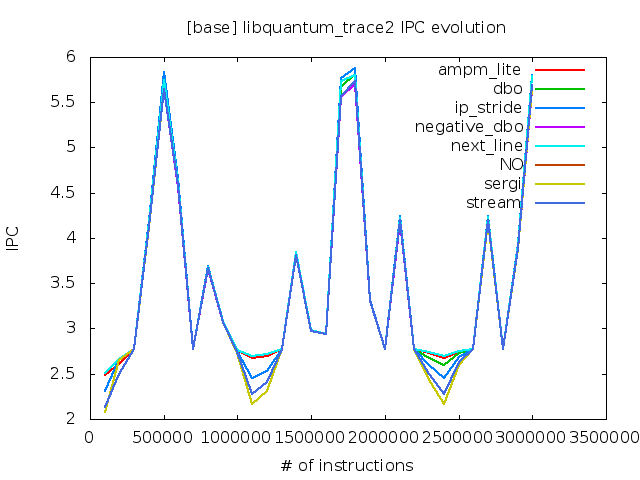 [base] libquantum_trace2 IPC evolution
6
5.5
5
4.5
4
3.5
3
2.5
2
IPC
ampm_lite
dbo
ip_stride
negative_dbo
next_line
NO
sergi
stream
0 500000 1000000 1500000 2000000 2500000 3000000 3500000
# of instructions